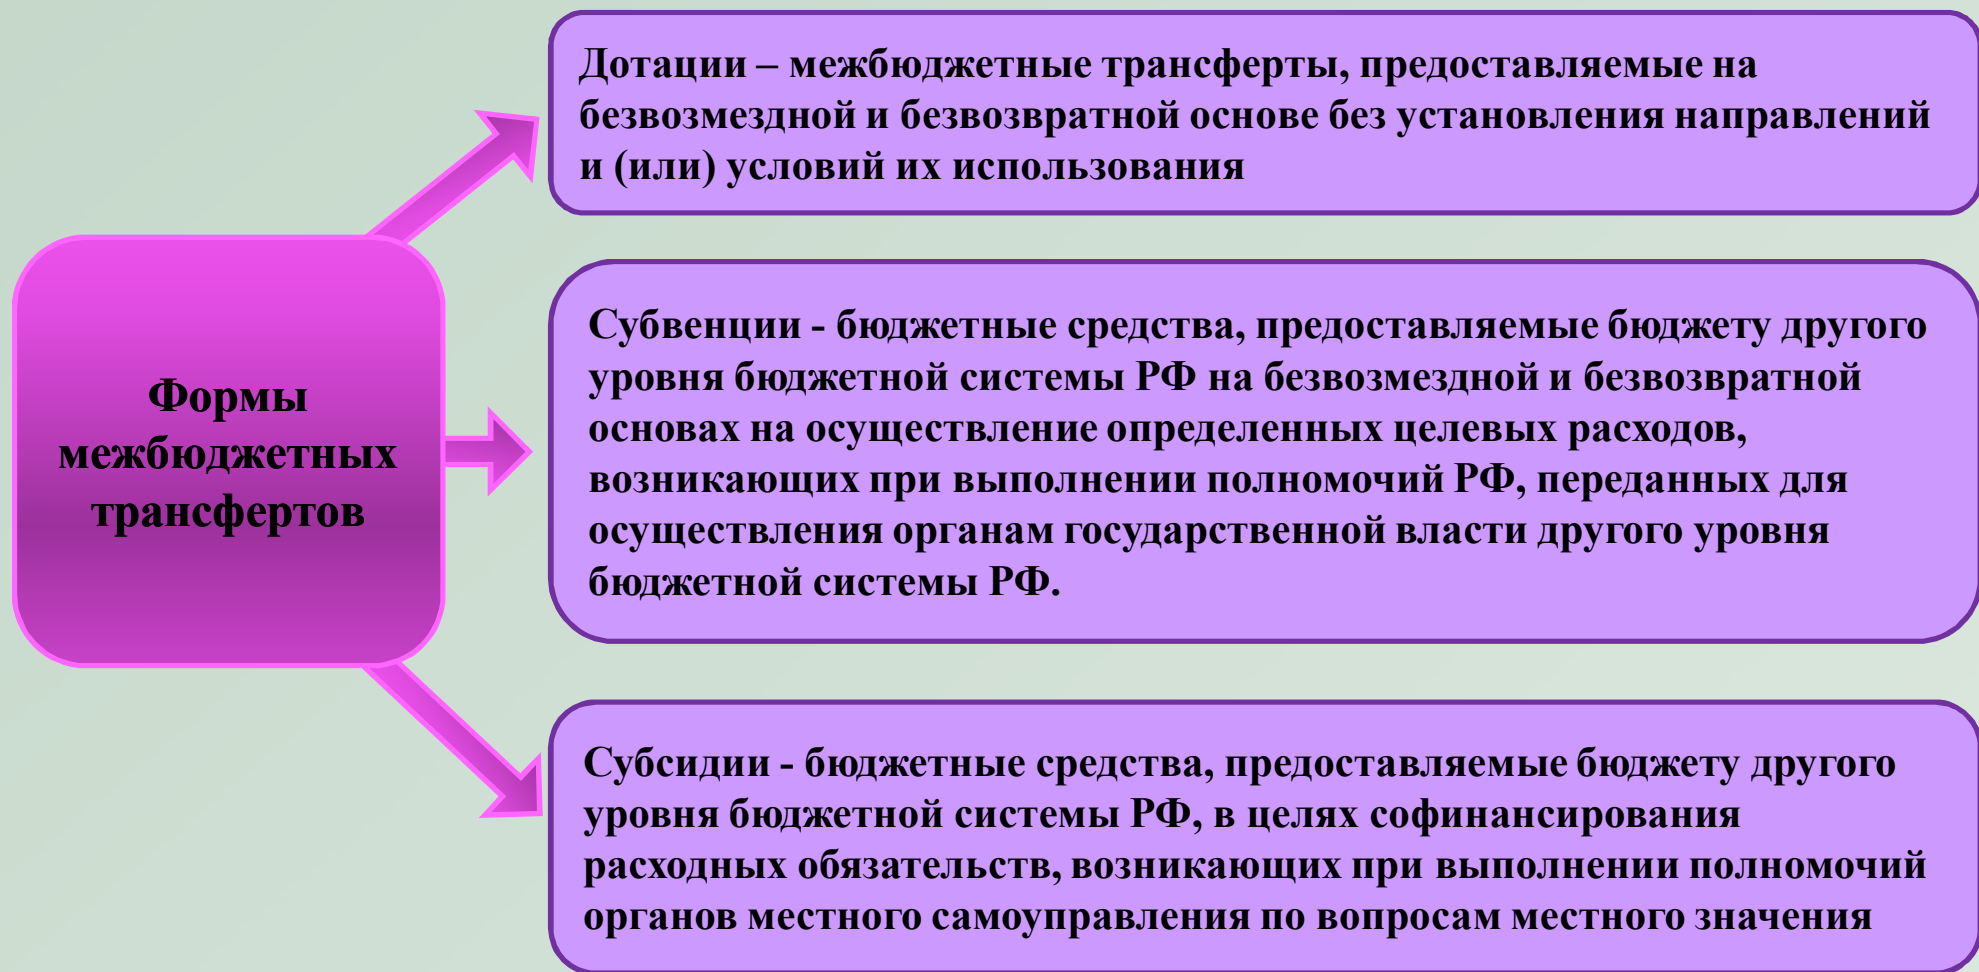 Дотации – межбюджетные трансферты, предоставляемые на
безвозмездной и безвозвратной основе без установления направлений
и (или) условий их использования
Формы
межбюджетных
трансфертов
Субвенции - бюджетные средства, предоставляемые бюджету другого
уровня бюджетной системы РФ на безвозмездной и безвозвратной
основах на осуществление определенных целевых расходов,
возникающих при выполнении полномочий РФ, переданных для
осуществления органам государственной власти другого уровня
бюджетной системы РФ.
Субсидии - бюджетные средства, предоставляемые бюджету другого
уровня бюджетной системы РФ, в целях софинансирования
расходных обязательств, возникающих при выполнении полномочий
органов местного самоуправления по вопросам местного значения